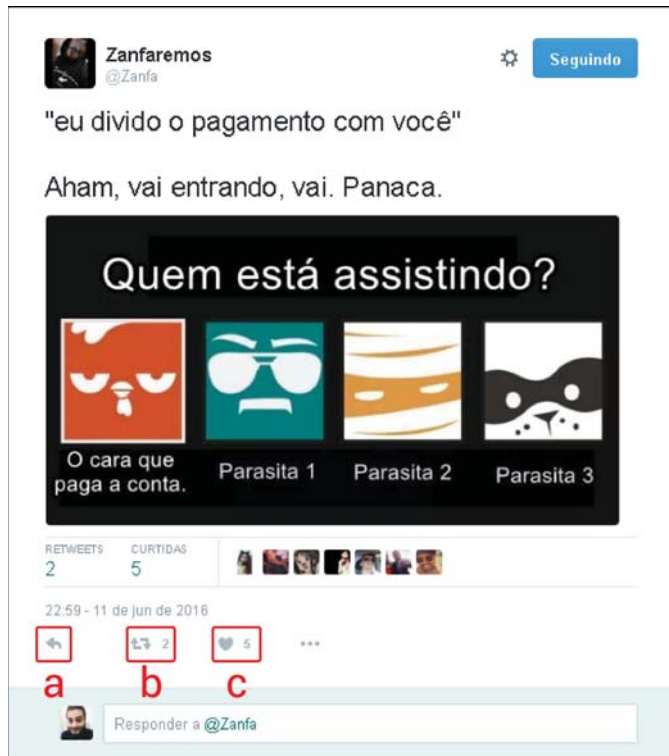 Zanfaremos
@Zanfa
Seguindo
"eu divido o pagamento com você"
Aham, vai entrando, vai. Panaca.
Quem está assistindo?
O cara que
paga a conta.
Parasita 1
Parasita 2
Parasita 3
RETWEETS
2
CURTIDAS
5
22:59 - 11 de jun de 2016
2
5
a
b
c
Responder a @Zanfa